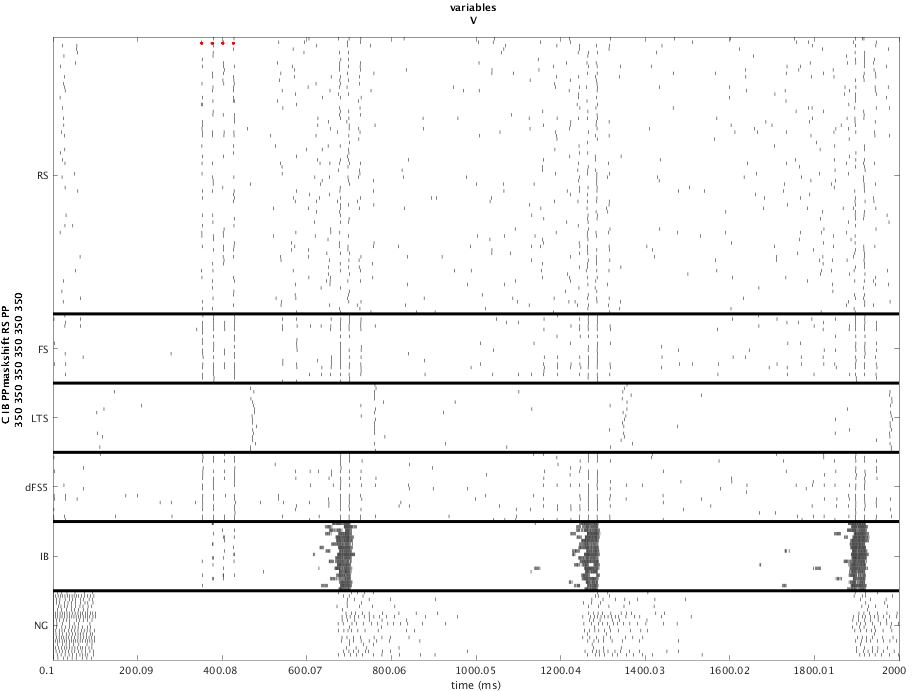 variables
V
RS
FS
LTS
dFS5
IB
NG
C IB PPmaskshift RS PP
350 350 350 350 350 350
0.1 200.09 400.08 600.07 800.06 1000.05 1200.04 1400.03 1600.02 1800.01 2000
time (ms)